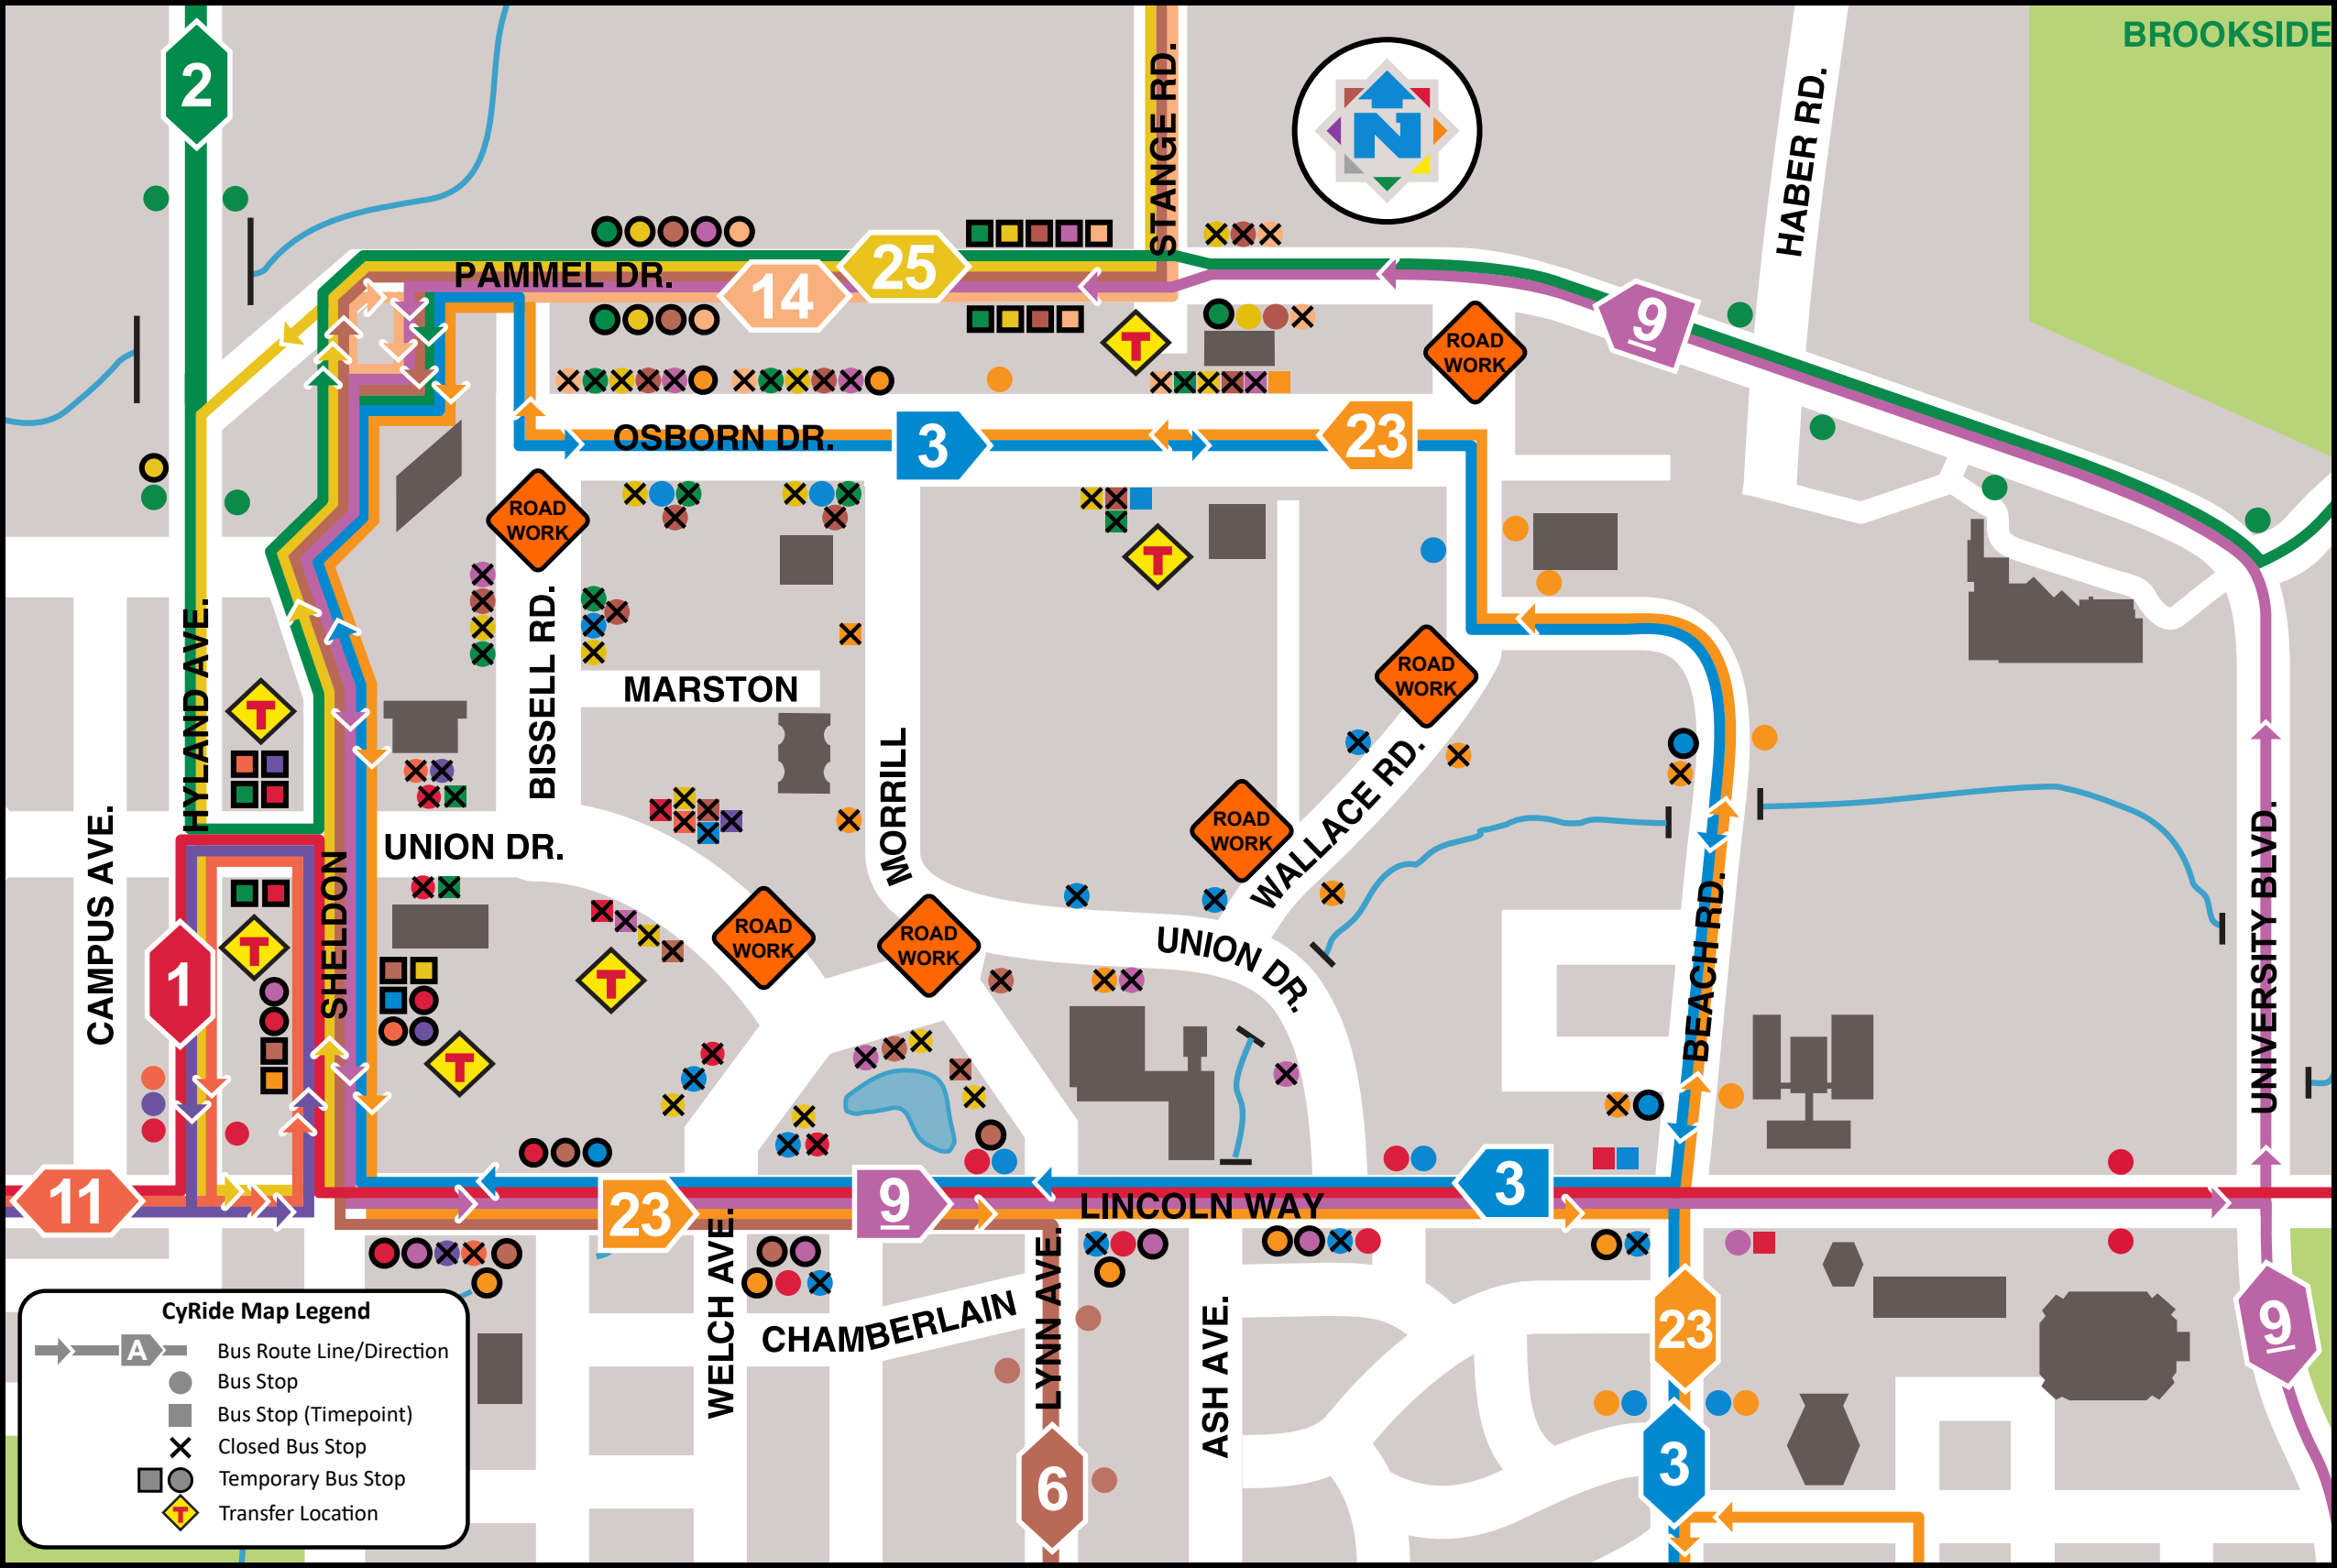 BROOKSIDE
2
STANGE RD.
N
HABER RD.
PAMMEL DR.
14
25
9
T
ROAD
WORK
OSBORN DR.
3
23
ROAD
WORK
T
HYLAND AVE.
BISSELL RD.
MARSTON
ROAD
WORK
T
MORRILL
WALLACE RD.
ROAD
WORK
UNION DR.
CAMPUS AVE.
SHELDON
1
T
T
ROAD
WORK
ROAD
WORK
UNION DR.
BEACH RD.
UNIVERSITY BLVD.
T
11
23
9
LINCOLN WAY
3
WELCH AVE.
CHAMBERLAIN
LYNN AVE.
ASH AVE.
23
9
6
3
CyRide Map Legend
A
Bus Route Line/Direction
Bus Stop
Bus Stop (Timepoint)
Closed Bus Stop
Temporary Bus Stop
T
Transfer Location